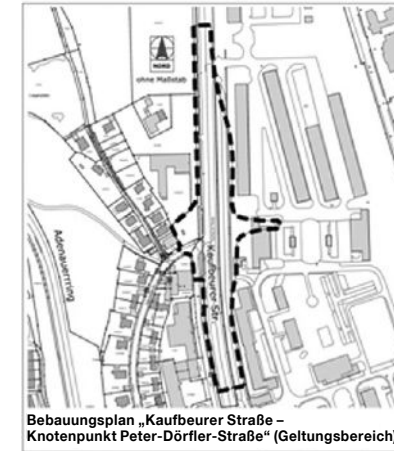 NORD
ohne Maßstab
Adenauerring
Kaufbeurer Str.
Bebauungsplan „Kaufbeurer Straße –
Knotenpunkt Peter-Dörfler-Straße“ (Geltungsbereich)